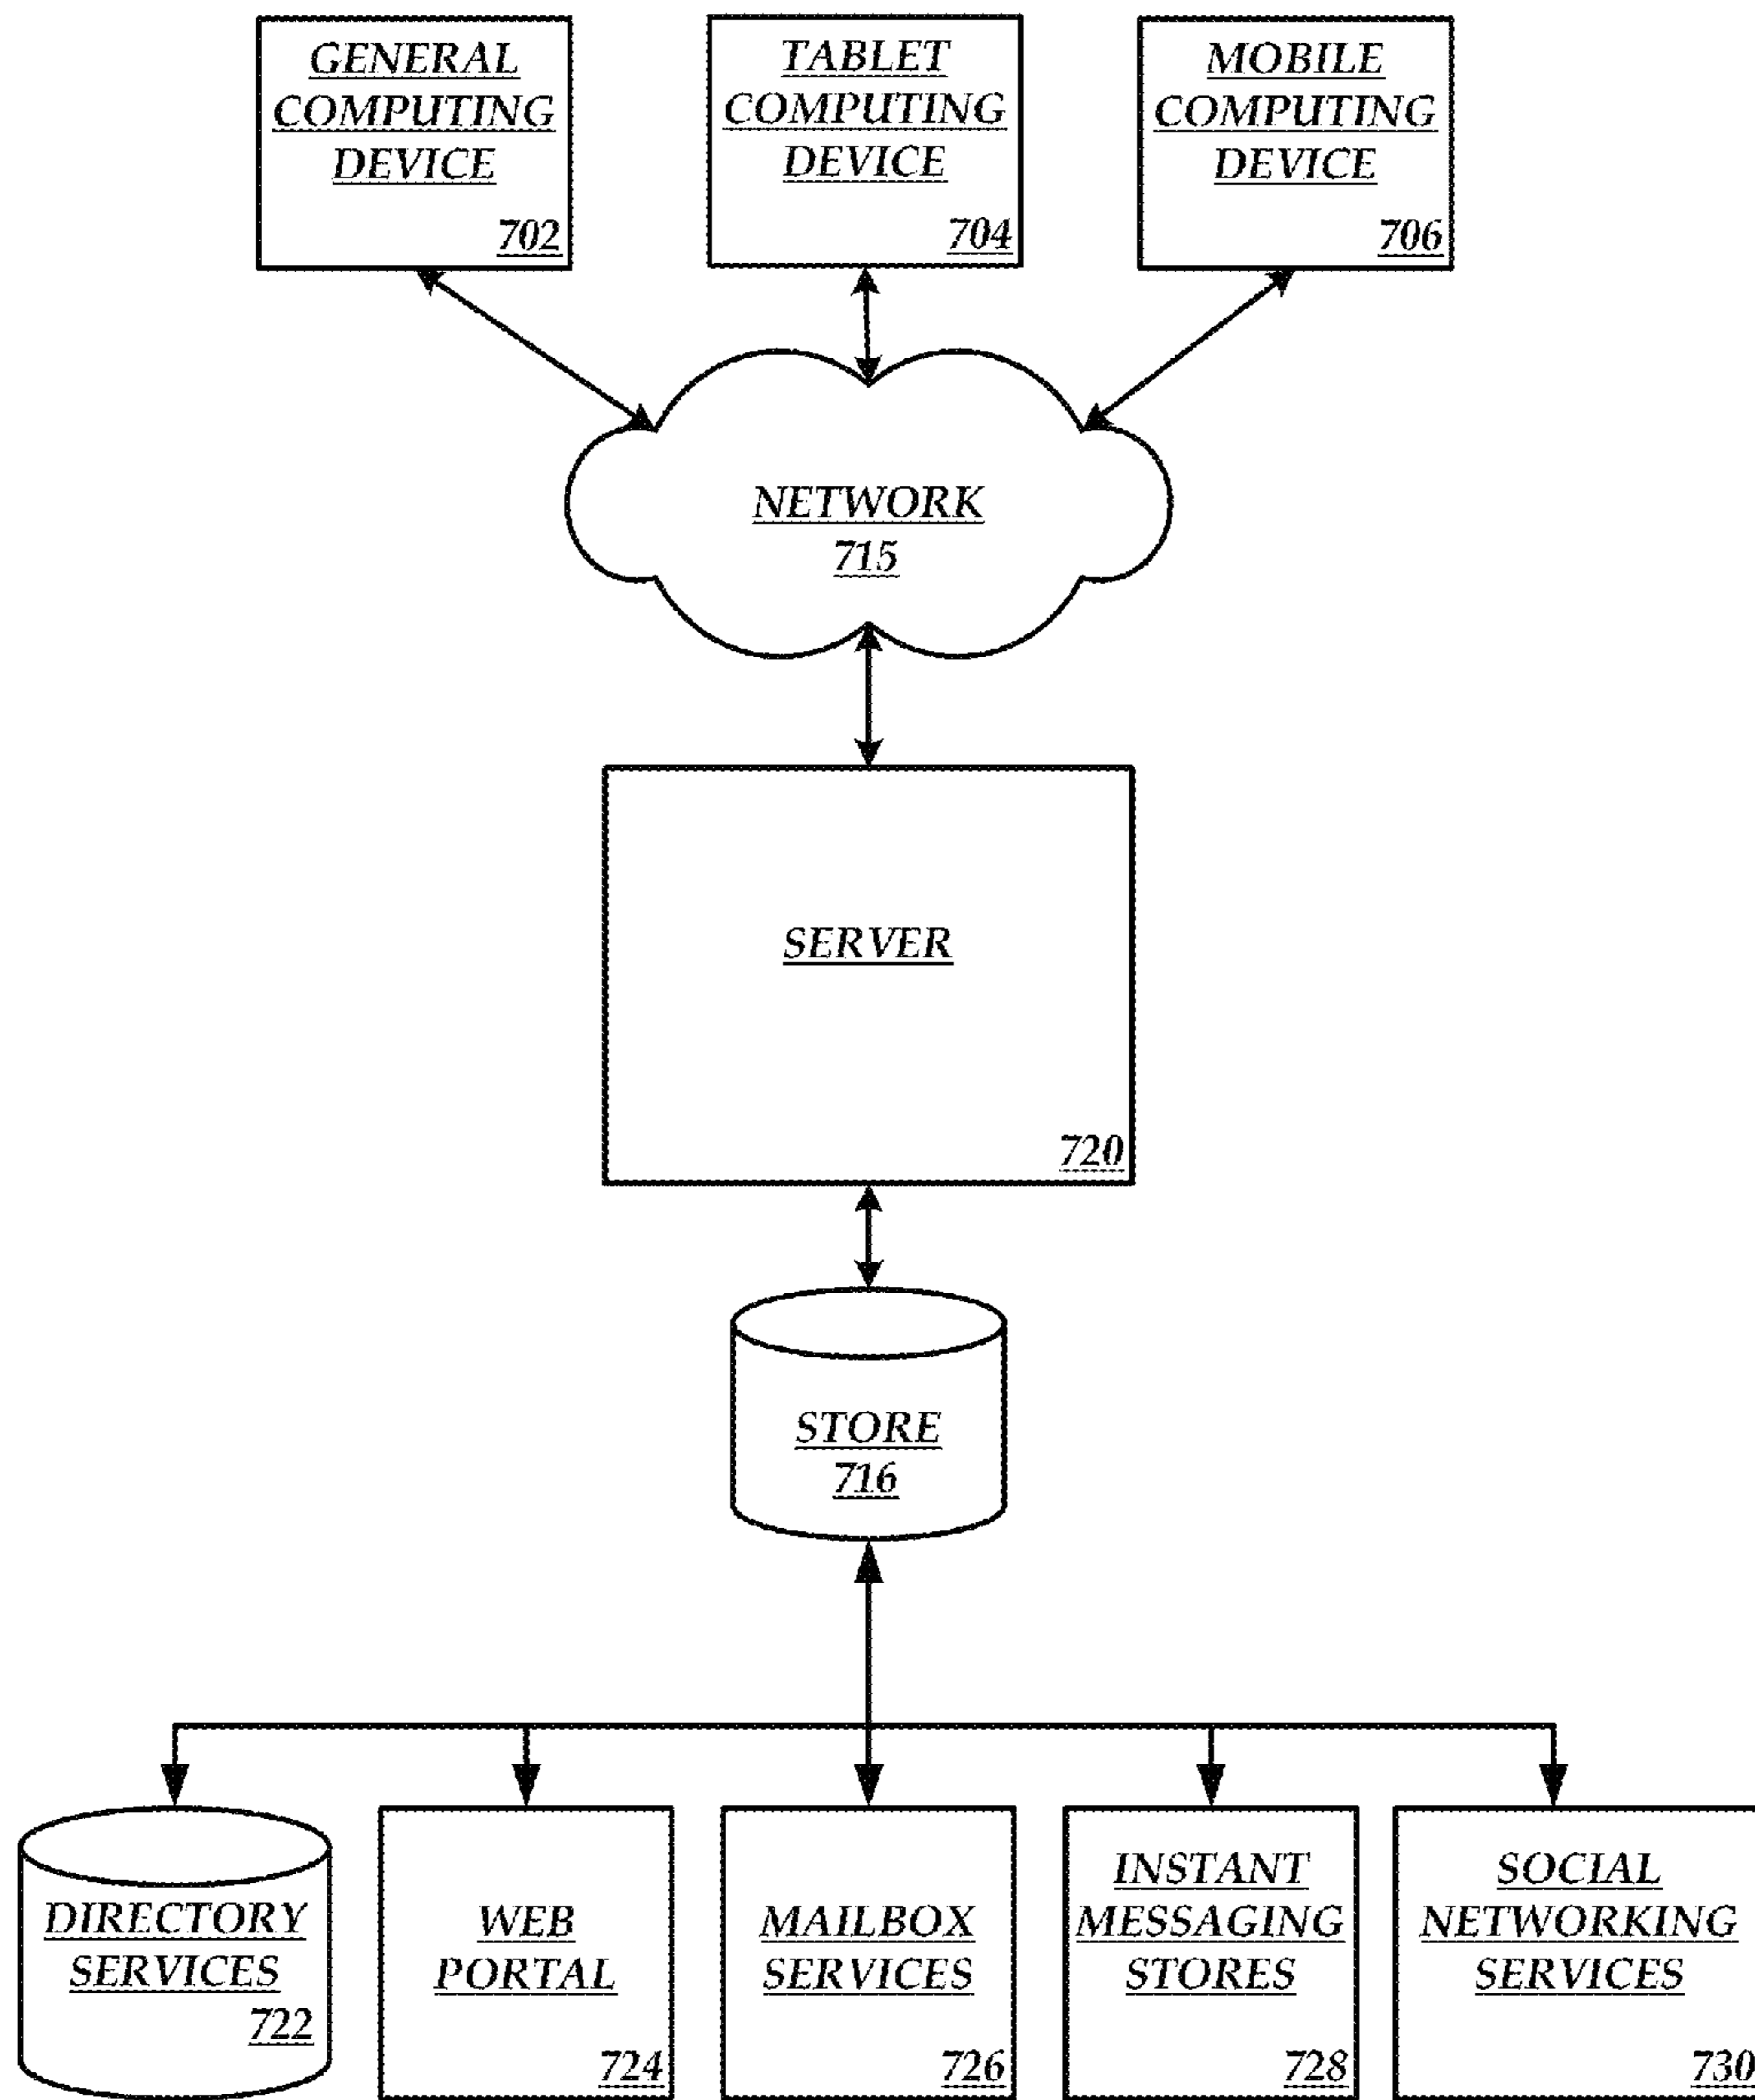 GENERAL
COMPUTING
DEVICE
702
TABLET
COMPUTING
DEVICE
704
MOBILE
COMPUTING
DEVICE
706
NETWORK
715
SERVER
720
STORE
716
DIRECTORY
SERVICES
722
WEB
PORTAL
724
MAILBOX
SERVICES
726
INSTANT
MESSAGING
STORES
728
SOCIAL
NETWORKING
SERVICES
730